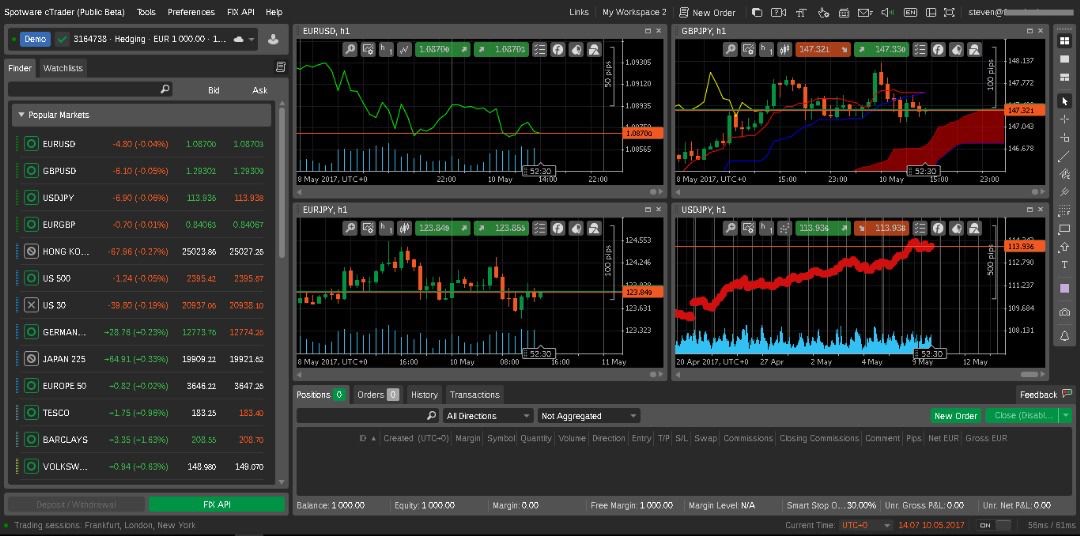 Spotware cTrader (Public Beta) Tools Preferences FIX API Help Links My Workspace 2 New Order EN steven@
Demo 3164738 · Hedging · EUR 1 000.00 · 1...
Finder Watchlists
Bid Ask
Popular Markets
EURUSD -4.80 (-0.04%) 1.08700 1.08703
GBPUSD -6.10 (-0.05%) 1.29302 1.29309
USDJPY -6.90 (-0.06%) 113.936 113.938
EURGBP -0.70 (-0.01%) 0.84063 0.84067
HONG KO... -67.96 (-0.27%) 25023.86 25027.26
US 500 -1.24 (-0.05%) 2395.42 2395.67
US 30 -39.80 (-0.19%) 20937.06 20938.10
GERMAN... +28.76 (+0.23%) 12773.76 12774.26
JAPAN 225 +64.91 (+0.33%) 19909.22 19921.62
EUROPE 50 +0.82 (+0.02%) 3646.22 3647.26
TESCO +1.75 (+0.96%) 183.25 183.40
BARCLAYS +3.35 (+1.63%) 208.55 208.70
VOLKSW... +0.94 (+0.63%) 148.980 149.070
Deposit / Withdrawal FIX API
EURUSD, h1
h1 1.08700 1.08703
50 pips
1.09305
1.09120
1.08935
1.08700
1.08565
52:30
8 May 2017, UTC+0 22:00 10 May 14:00 22:00
GBPJPY, h1
h1 147.321 147.330
100 pips
148.137
147.772
147.321
147.043
146.678
52:30
8 May 2017, UTC+0 15:00 23:00 10 May 15:00 23:00
EURJPY, h1
h1 123.846 123.855
100 pips
124.553
124.246
123.846
123.631
123.323
52:30
8 May 2017, UTC+0 16:00 10 May 08:00 16:00 11 May
USDJPY, h1
h1 113.936 113.938
500 pips
113.936
112.790
111.237
109.684
108.131
52:30
20 Apr 2017, UTC+0 27 Apr 2 May 4 May 9 May 12 May
Positions 0 Orders 0 History Transactions Feedback
All Directions Not Aggregated New Order Close (Disabl...
ID Created (UTC+0) Margin Symbol Quantity Volume Direction Entry T/P S/L Swap Commissions Closing Commissions Comment Pips Net EUR Gross EUR
Balance: 1 000.00 Equity: 1 000.00 Margin: 0.00 Free Margin: 1 000.00 Margin Level: N/A Smart Stop O... 30.00% Unr. Gross P&L: 0.00 Unr. Net P&L: 0.00
Trading sessions: Frankfurt, London, New York Current Time: UTC+0 14:07 10.05.2017 ON 56ms / 61ms